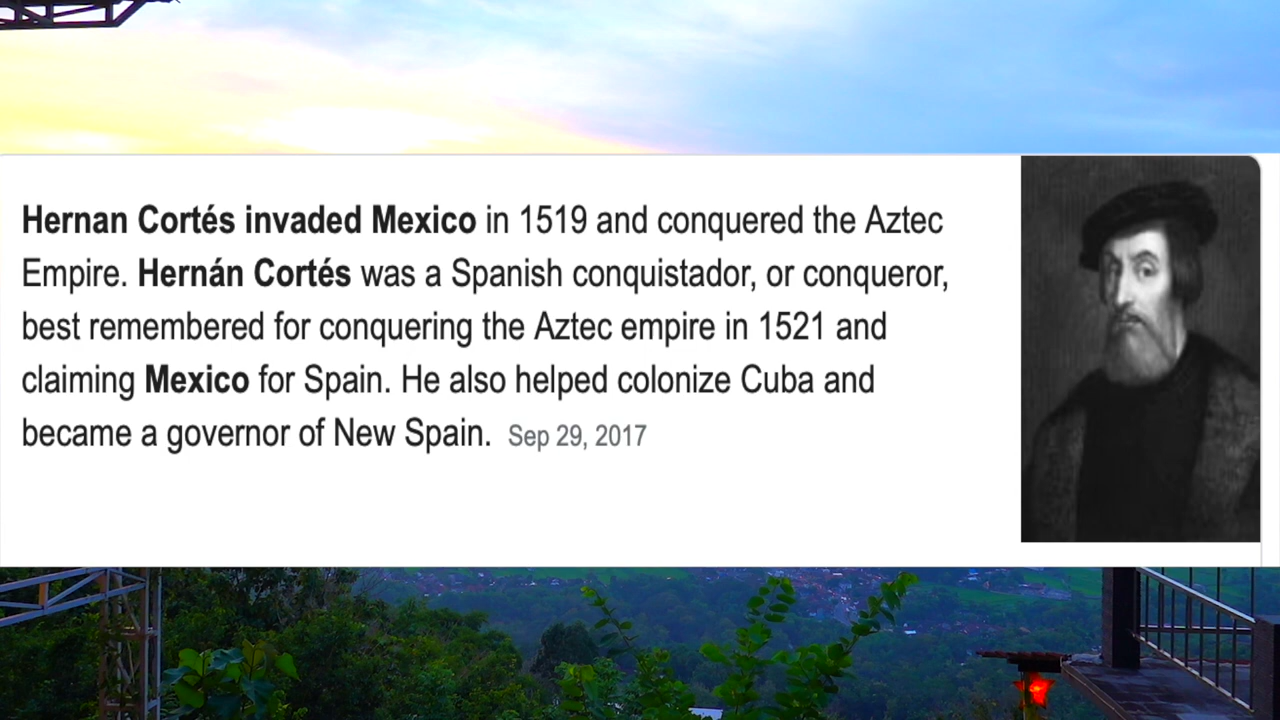 Hernan Cortés invaded Mexico in 1519 and conquered the Aztec
Empire. Hernán Cortés was a Spanish conquistador, or conqueror,
best remembered for conquering the Aztec empire in 1521 and
claiming Mexico for Spain. He also helped colonize Cuba and
became a governor of New Spain. Sep 29, 2017